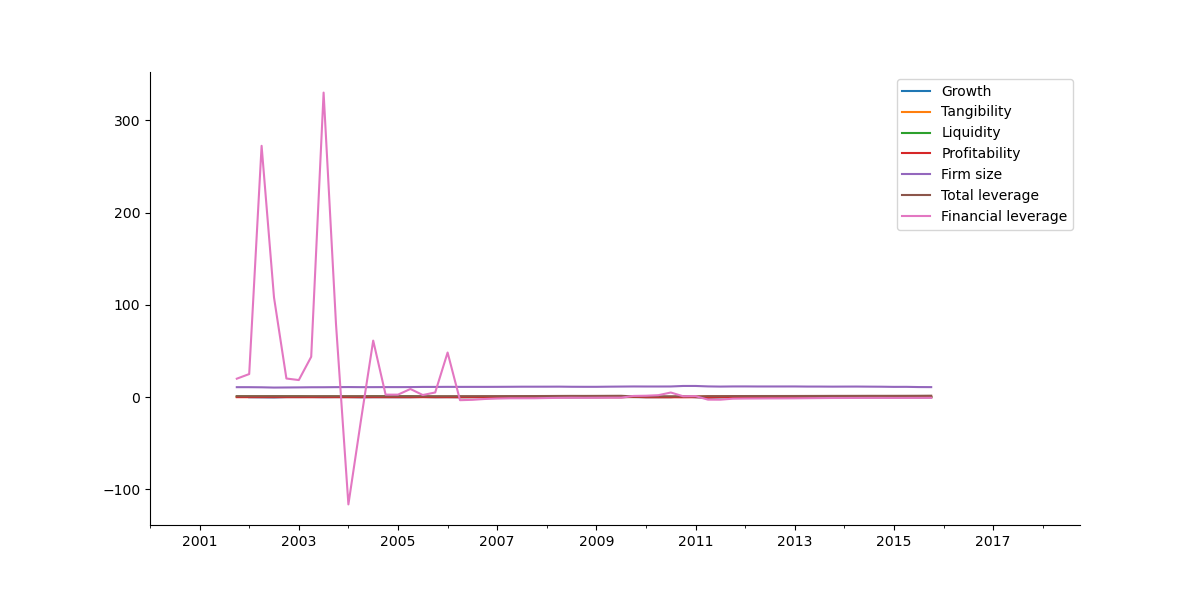 300
200
100
0
−100
2001 2003 2005 2007 2009 2011 2013 2015 2017
Growth
Tangibility
Liquidity
Profitability
Firm size
Total leverage
Financial leverage